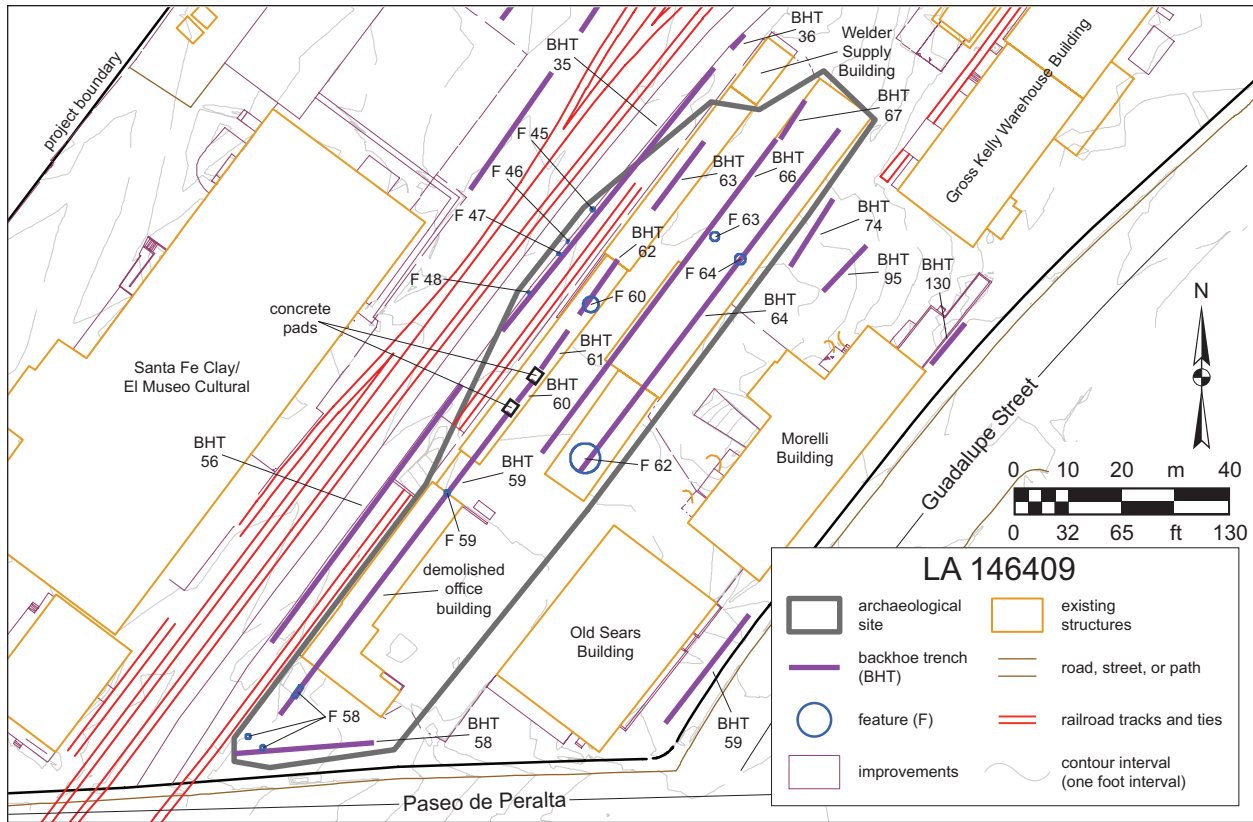 BHT
36
BHT
35
Welder
Supply
Building
project boundary
BHT
67
Gross Kelly Warehouse Building
F 45
BHT
66
BHT
63
F 46
F 47
F 63
BHT
74
BHT
62
F 64
BHT
95
BHT
130
F 48
F 60
concrete
pads
BHT
64
N
BHT
61
Santa Fe Clay/
El Museo Cultural
BHT
60
Guadalupe Street
Morelli
Building
BHT
56
F 62
BHT
59
0 10 20 m 40
0 32 65 ft 130
F 59
demolished
office
building
Old Sears
Building
LA 146409
archaeological
site
existing
structures
backhoe trench
(BHT)
road, street, or path
feature (F)
railroad tracks and ties
improvements
contour interval
(one foot interval)
F 58
BHT
58
BHT
59
Paseo de Peralta